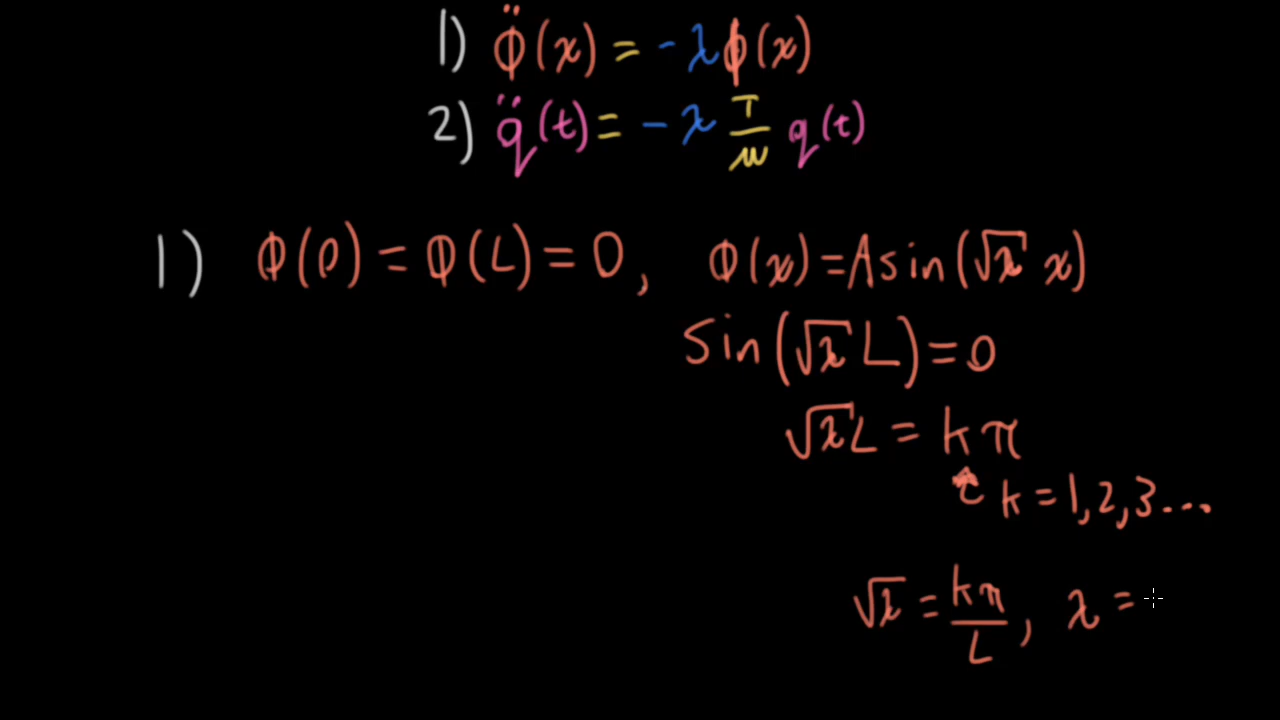 1) ϕ̈(x) = -λϕ(x)
2) q̈(t) = -λ T/μ q(t)
1) ϕ(0) = ϕ(L) = 0, ϕ(x) = A sin(√λ x)
Sin(√λ L) = 0
√λ L = kπ
k = 1, 2, 3...
√λ = kπ/L, λ =